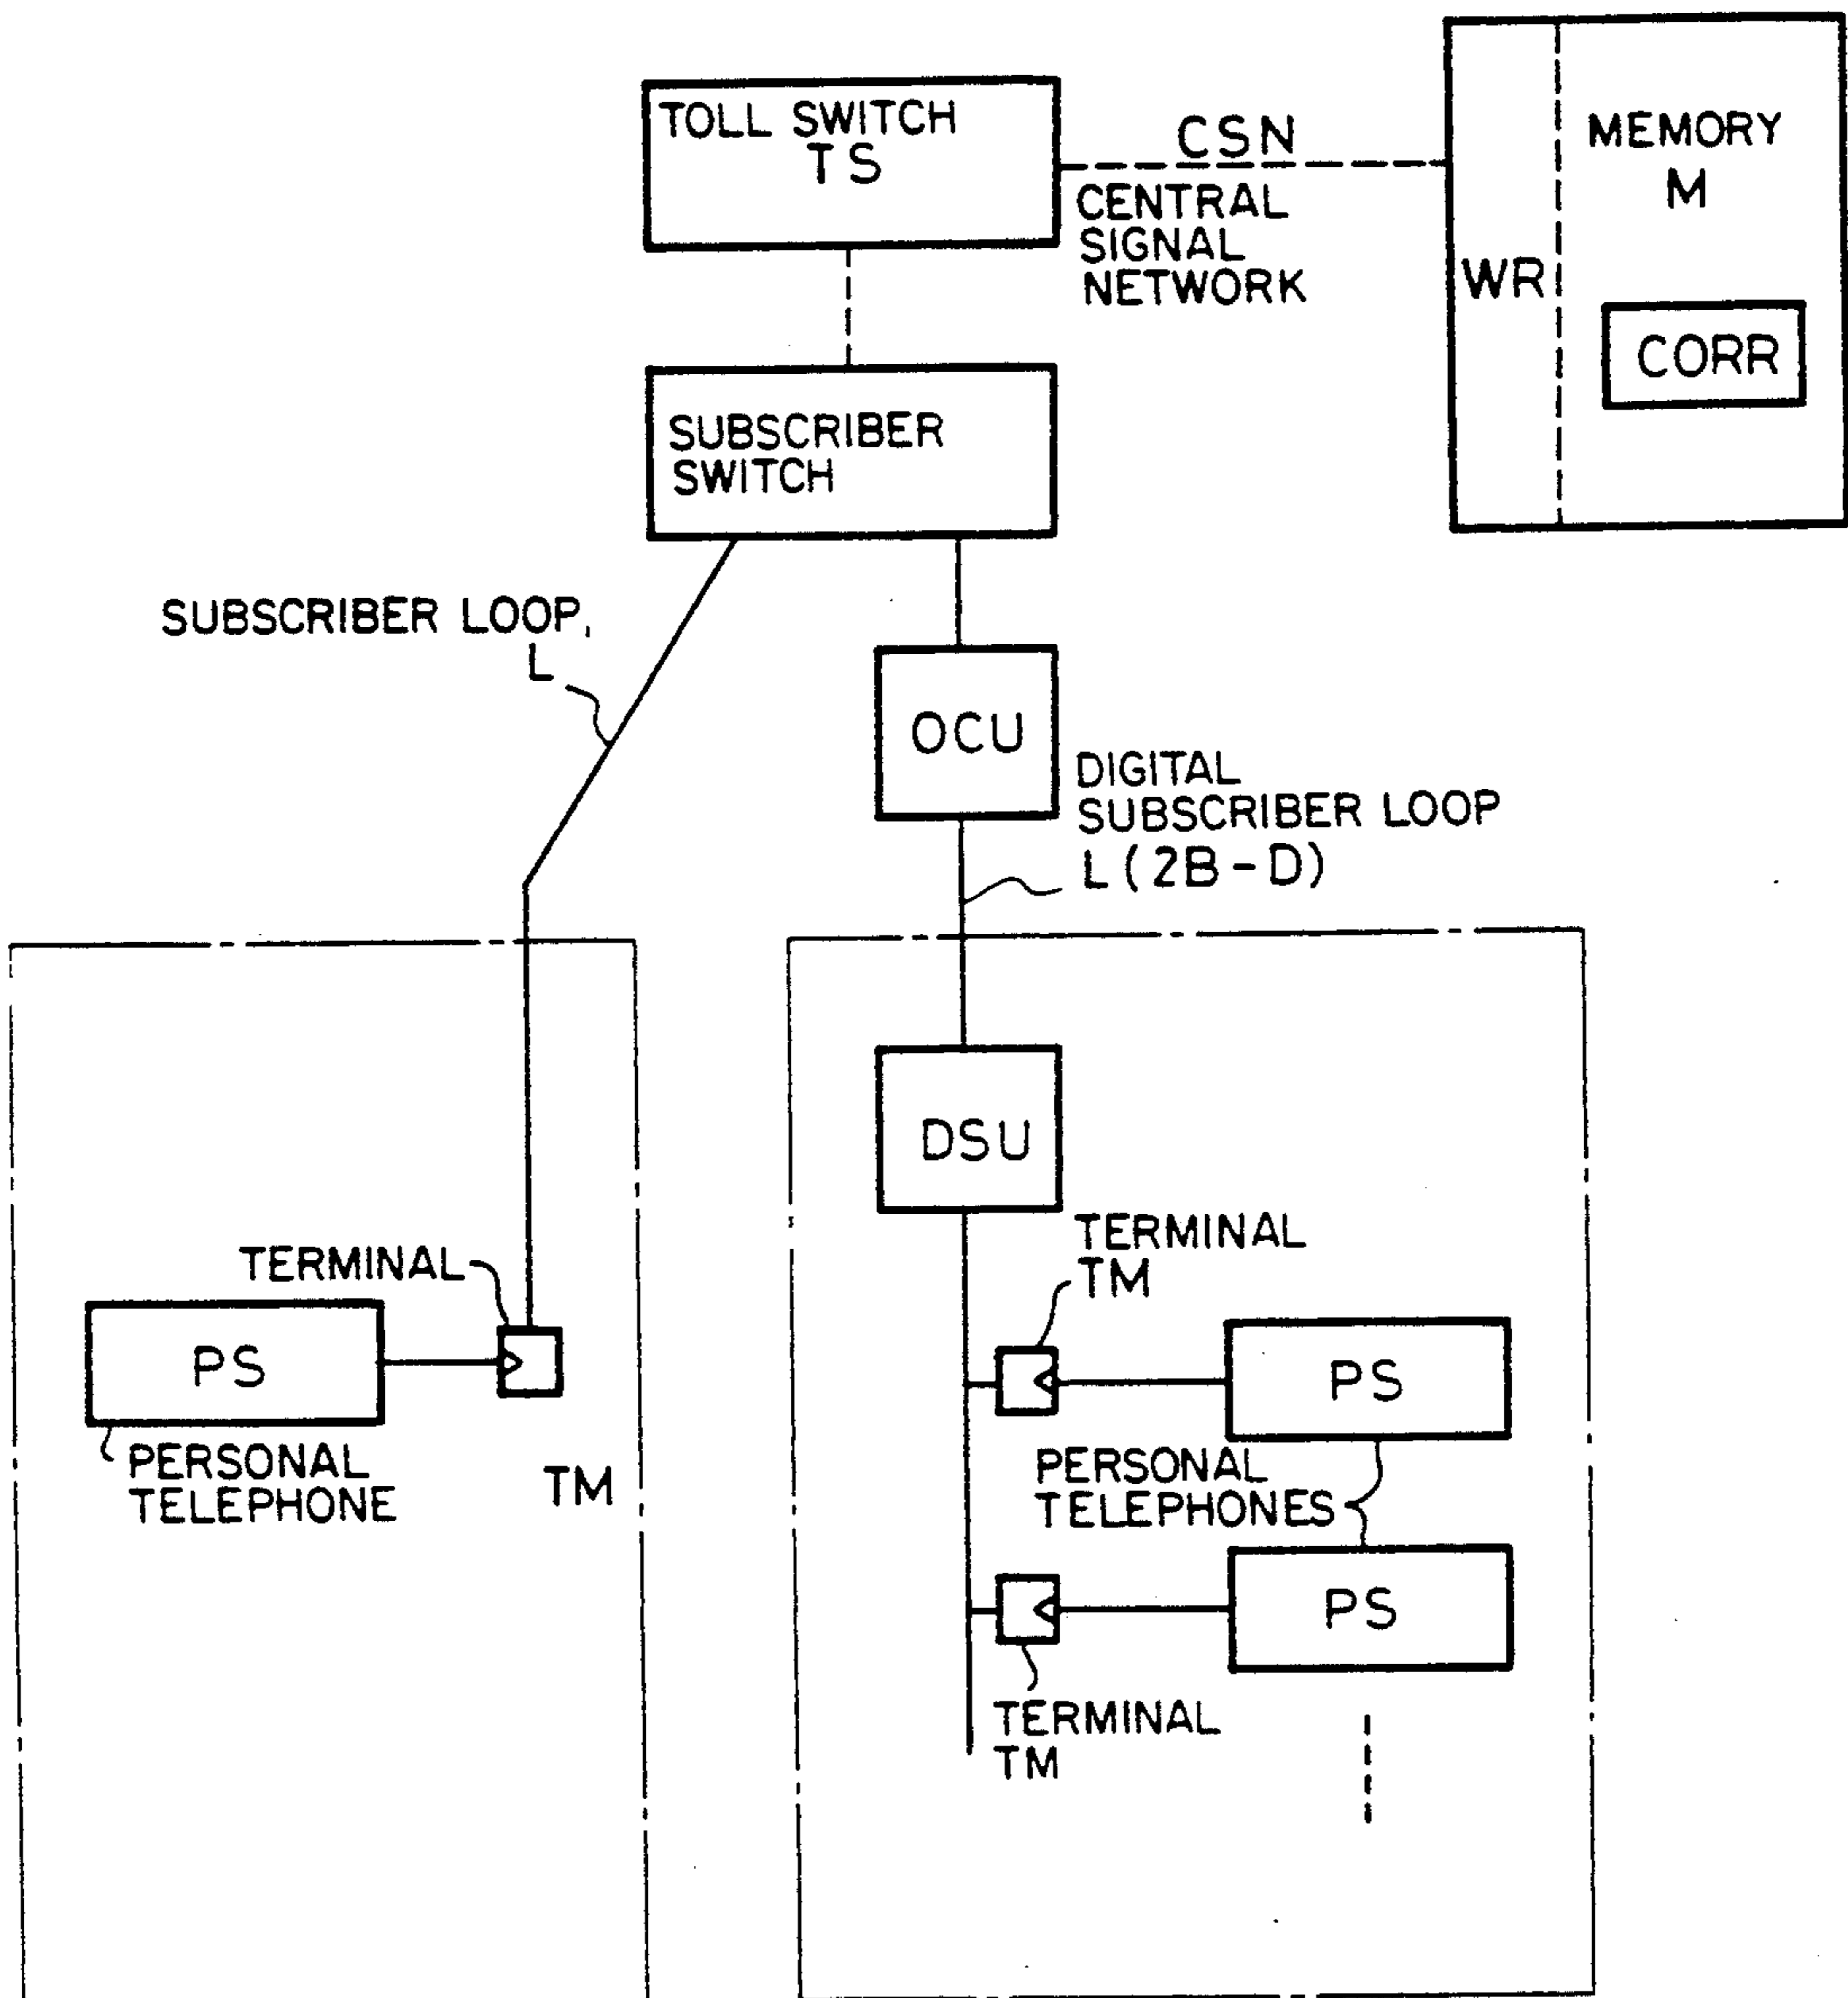 TOLL SWITCH
TS
CSN
CENTRAL
SIGNAL
NETWORK
MEMORY
M
WR
CORR
SUBSCRIBER
SWITCH
SUBSCRIBER LOOP,
L
OCU
DIGITAL
SUBSCRIBER LOOP
L (2B-D)
DSU
TERMINAL
PS
PERSONAL
TELEPHONE
TM
TERMINAL
TM
PS
PERSONAL
TELEPHONES
PS
TERMINAL
TM